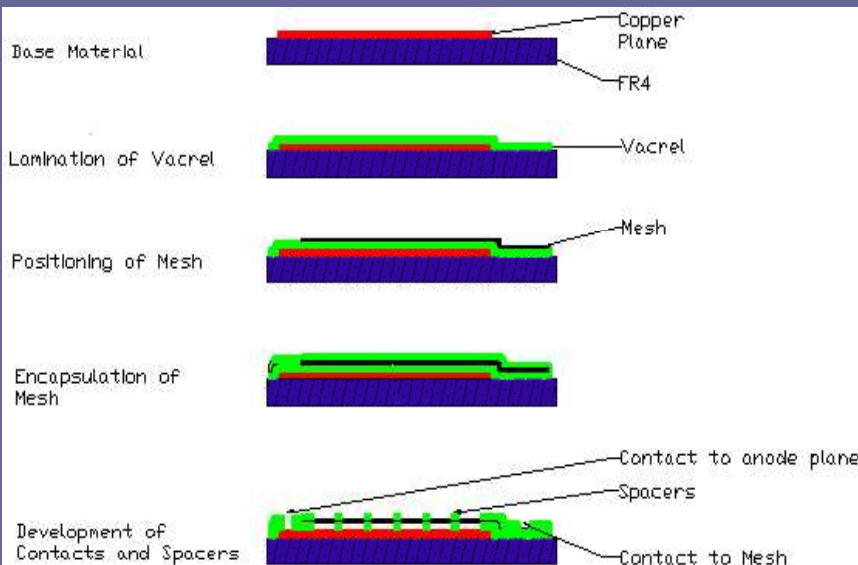 Base Material
Copper
Plane
FR4
Lamination of Vacrel
Vacrel
Positioning of Mesh
Mesh
Encapsulation of
Mesh
Contact to anode plane
Spacers
Development of
Contacts and Spacers
Contact to Mesh